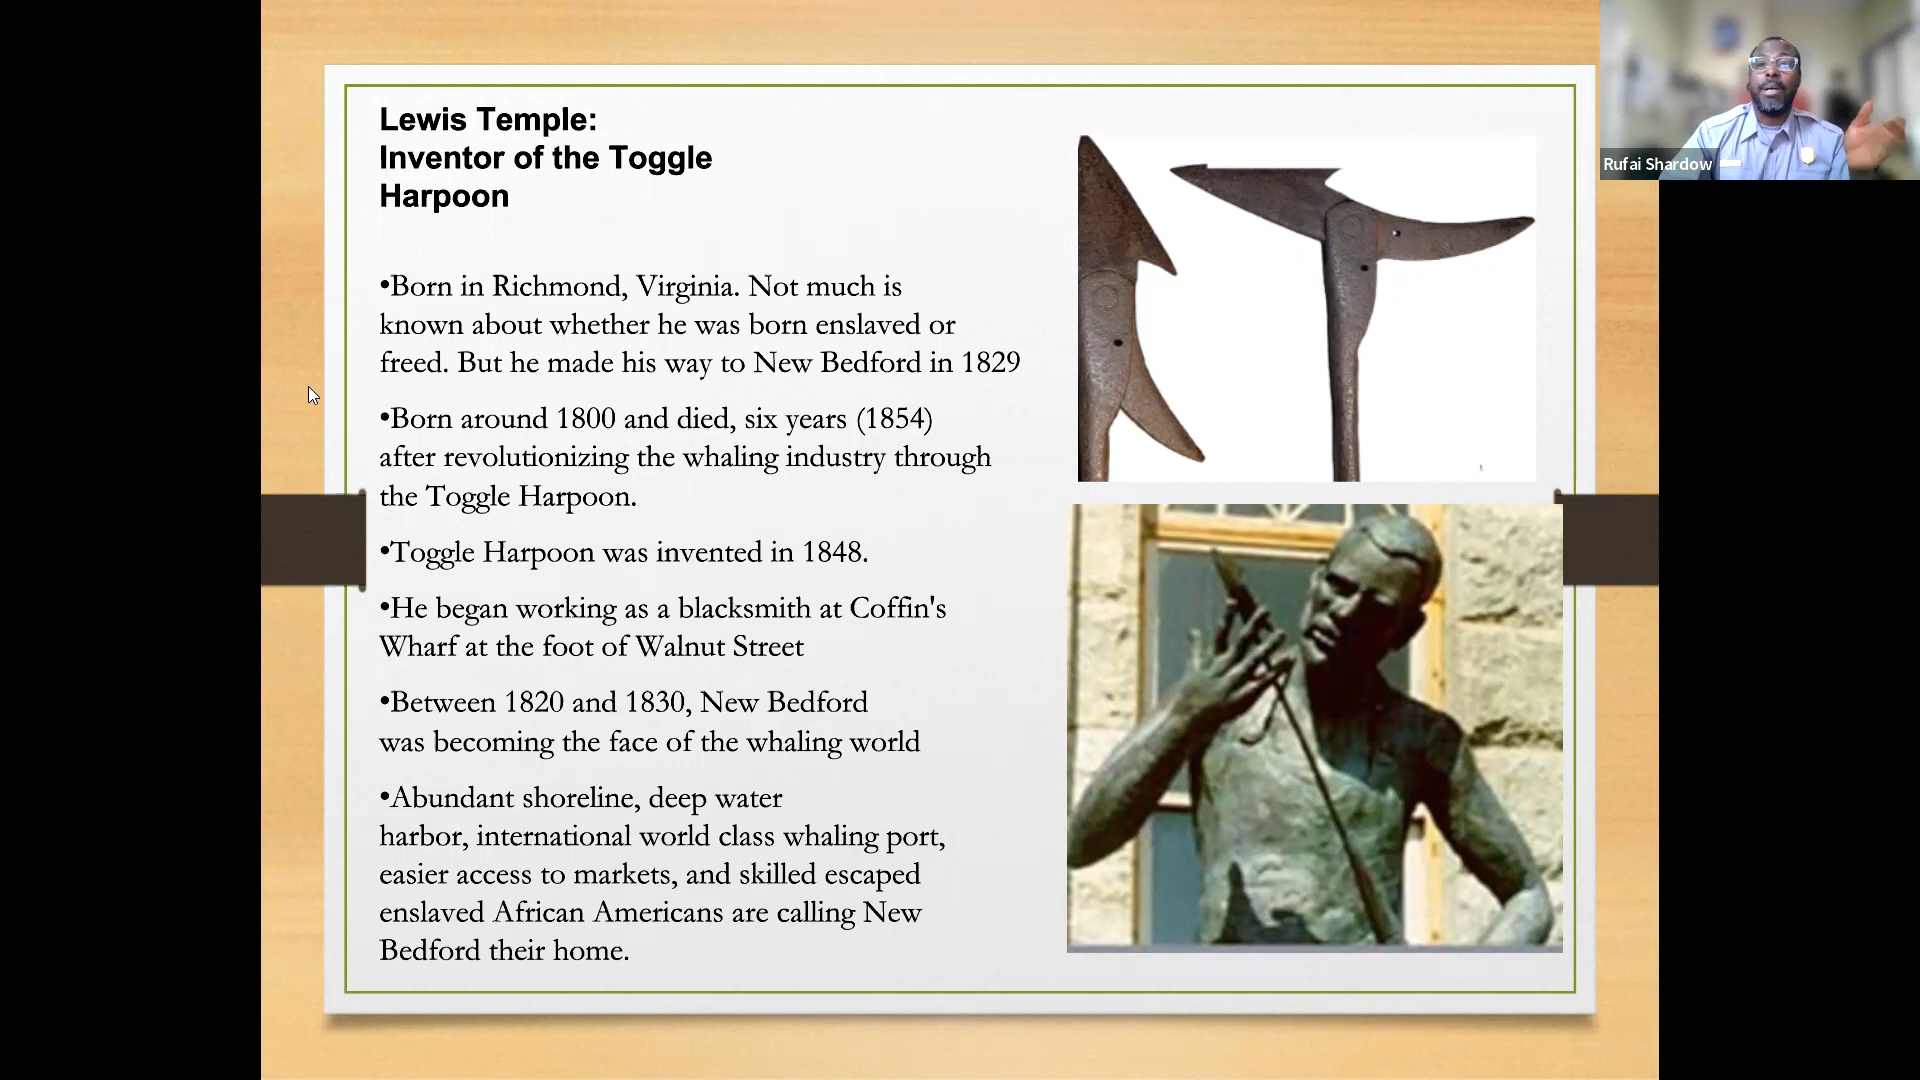 Lewis Temple:
Inventor of the Toggle
Harpoon
•Born in Richmond, Virginia. Not much is
known about whether he was born enslaved or
freed. But he made his way to New Bedford in 1829
•Born around 1800 and died, six years (1854)
after revolutionizing the whaling industry through
the Toggle Harpoon.
•Toggle Harpoon was invented in 1848.
•He began working as a blacksmith at Coffin's
Wharf at the foot of Walnut Street
•Between 1820 and 1830, New Bedford
was becoming the face of the whaling world
•Abundant shoreline, deep water
harbor, international world class whaling port,
easier access to markets, and skilled escaped
enslaved African Americans are calling New
Bedford their home.
Rufai Shardow